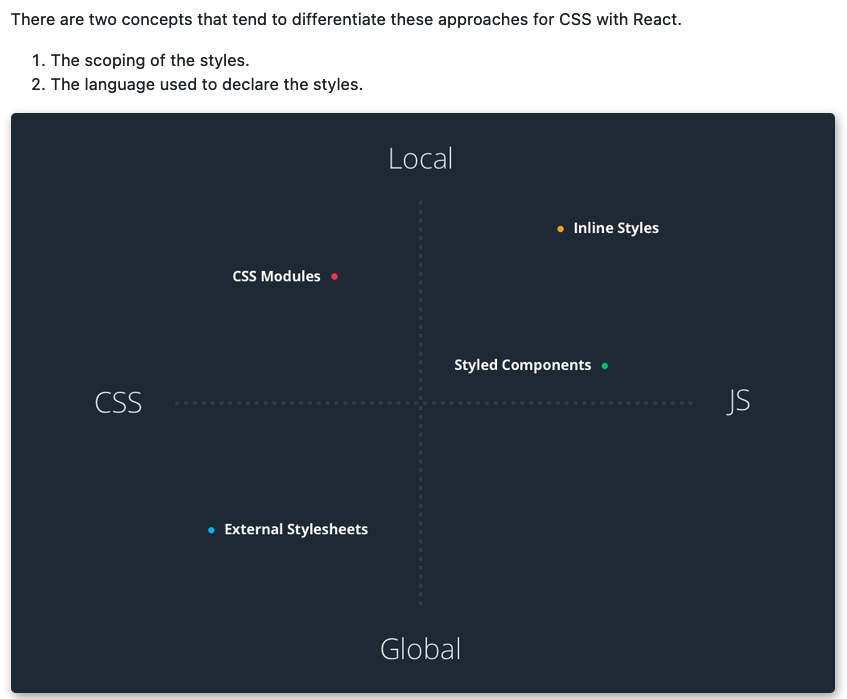 There are two concepts that tend to differentiate these approaches for CSS with React.
1. The scoping of the styles.
2. The language used to declare the styles.
Local
Inline Styles
CSS Modules
Styled Components
CSS
JS
External Stylesheets
Global